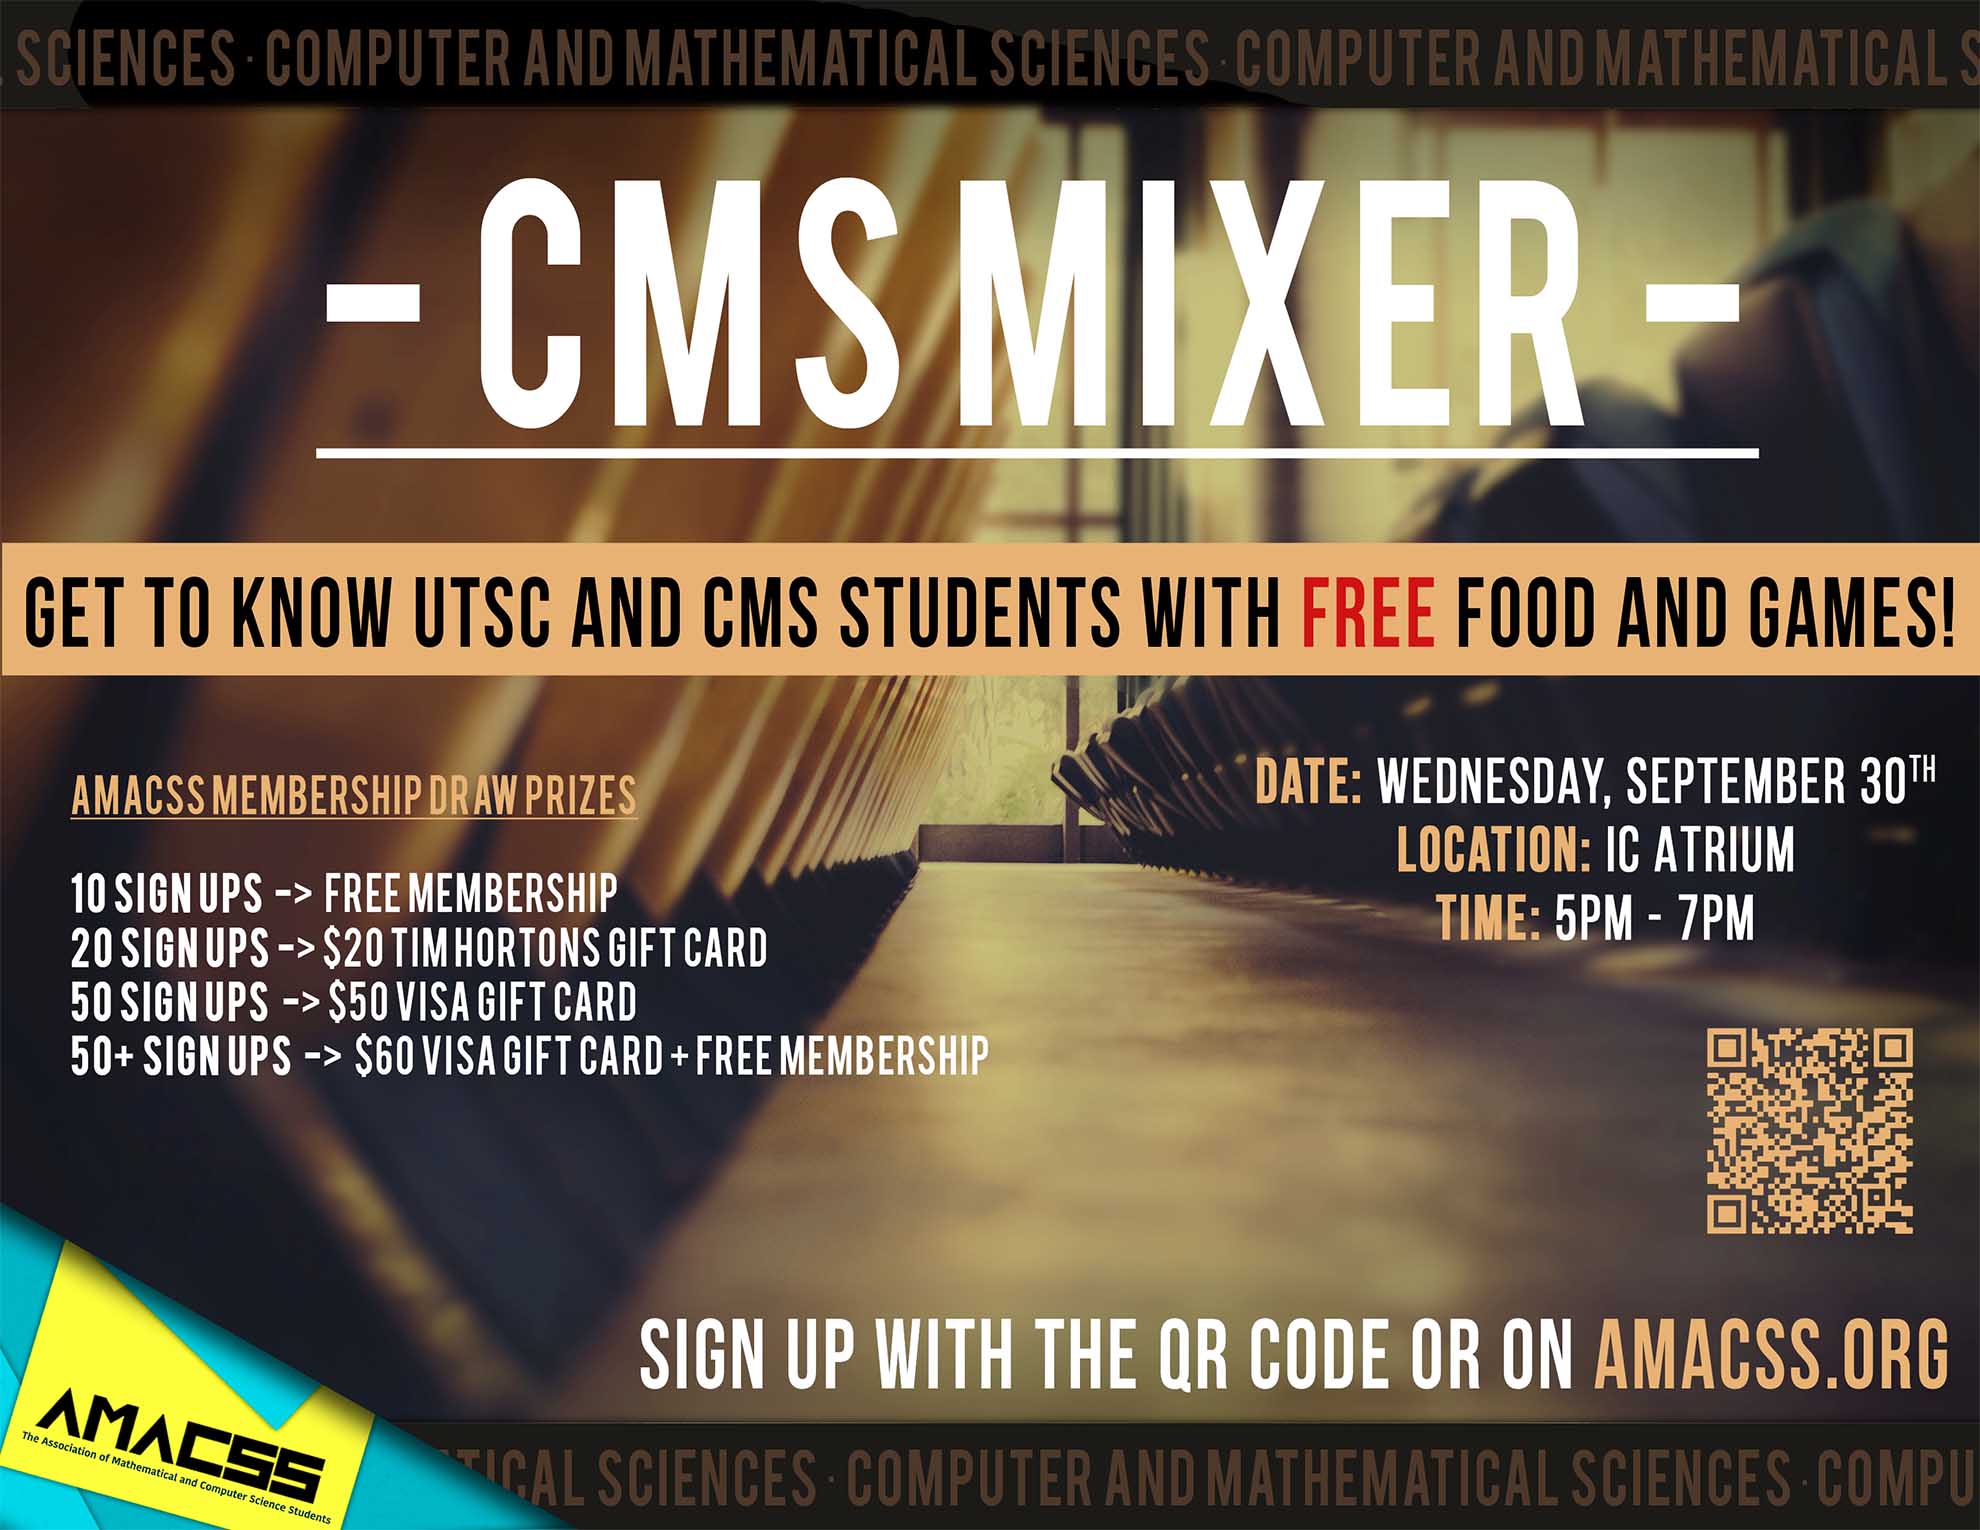 . SCIENCES · COMPUTER AND MATHEMATICAL SCIENCES · COMPUTER AND MATHEMATICAL S
- CMS MIXER -
GET TO KNOW UTSC AND CMS STUDENTS WITH FREE FOOD AND GAMES!
AMACSS MEMBERSHIP DRAW PRIZES
10 SIGN UPS -> FREE MEMBERSHIP
20 SIGN UPS -> $20 TIM HORTONS GIFT CARD
50 SIGN UPS -> $50 VISA GIFT CARD
50+ SIGN UPS -> $60 VISA GIFT CARD + FREE MEMBERSHIP
DATE: WEDNESDAY, SEPTEMBER 30TH
LOCATION: IC ATRIUM
TIME: 5PM - 7PM
SIGN UP WITH THE QR CODE OR ON AMACSS.ORG
AMACSS
The Association of Mathematical and Computer Science Students
TICAL SCIENCES · COMPUTER AND MATHEMATICAL SCIENCES · COMPU